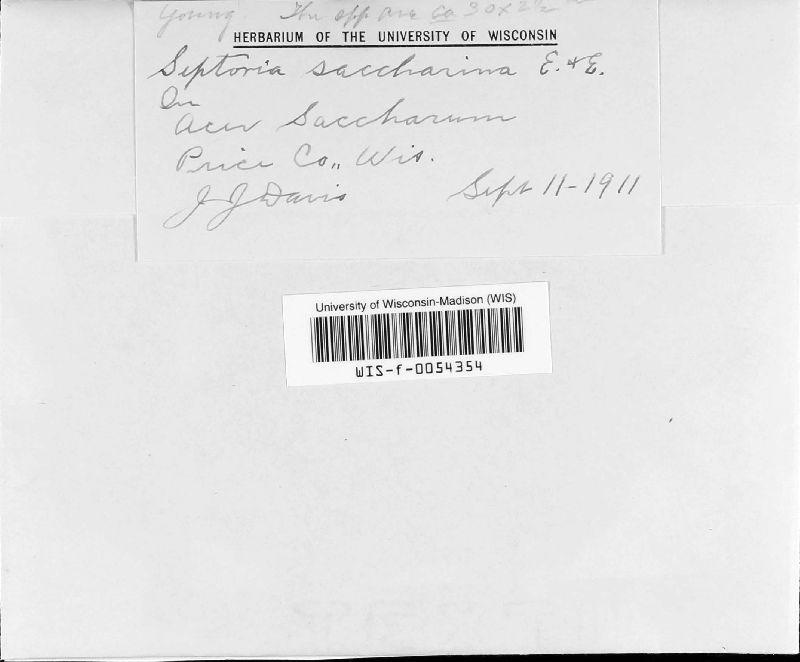 Young. The spp are ca 30 x 2½
HERBARIUM OF THE UNIVERSITY OF WISCONSIN
Septoria saccharina E. & E.
On
Acer Saccharum
Price Co., Wis.
J J Davis Sept 11-1911
University of Wisconsin-Madison (WIS)
WIS-f-0054354